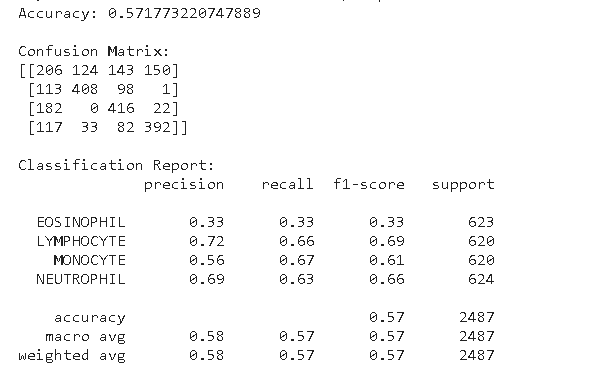 Accuracy: 0.571773220747889
Confusion Matrix:
[[206 124 143 150]
[113 408 98 1]
[182 0 416 22]
[117 33 82 392]]
Classification Report:
precision recall f1-score support
EOSINOPHIL 0.33 0.33 0.33 623
LYMPHOCYTE 0.72 0.66 0.69 620
MONOCYTE 0.56 0.67 0.61 620
NEUTROPHIL 0.69 0.63 0.66 624
accuracy 0.57 2487
macro avg 0.58 0.57 0.57 2487
weighted avg 0.58 0.57 0.57 2487